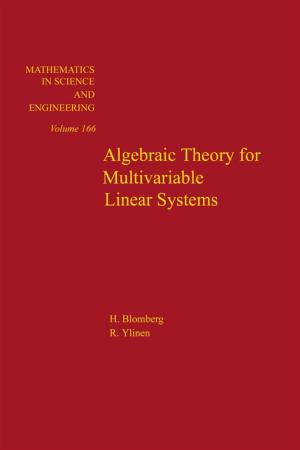 MATHEMATICS
IN SCIENCE
AND
ENGINEERING
Volume 166
Algebraic Theory for
Multivariable
Linear Systems
H. Blomberg
R. Ylinen